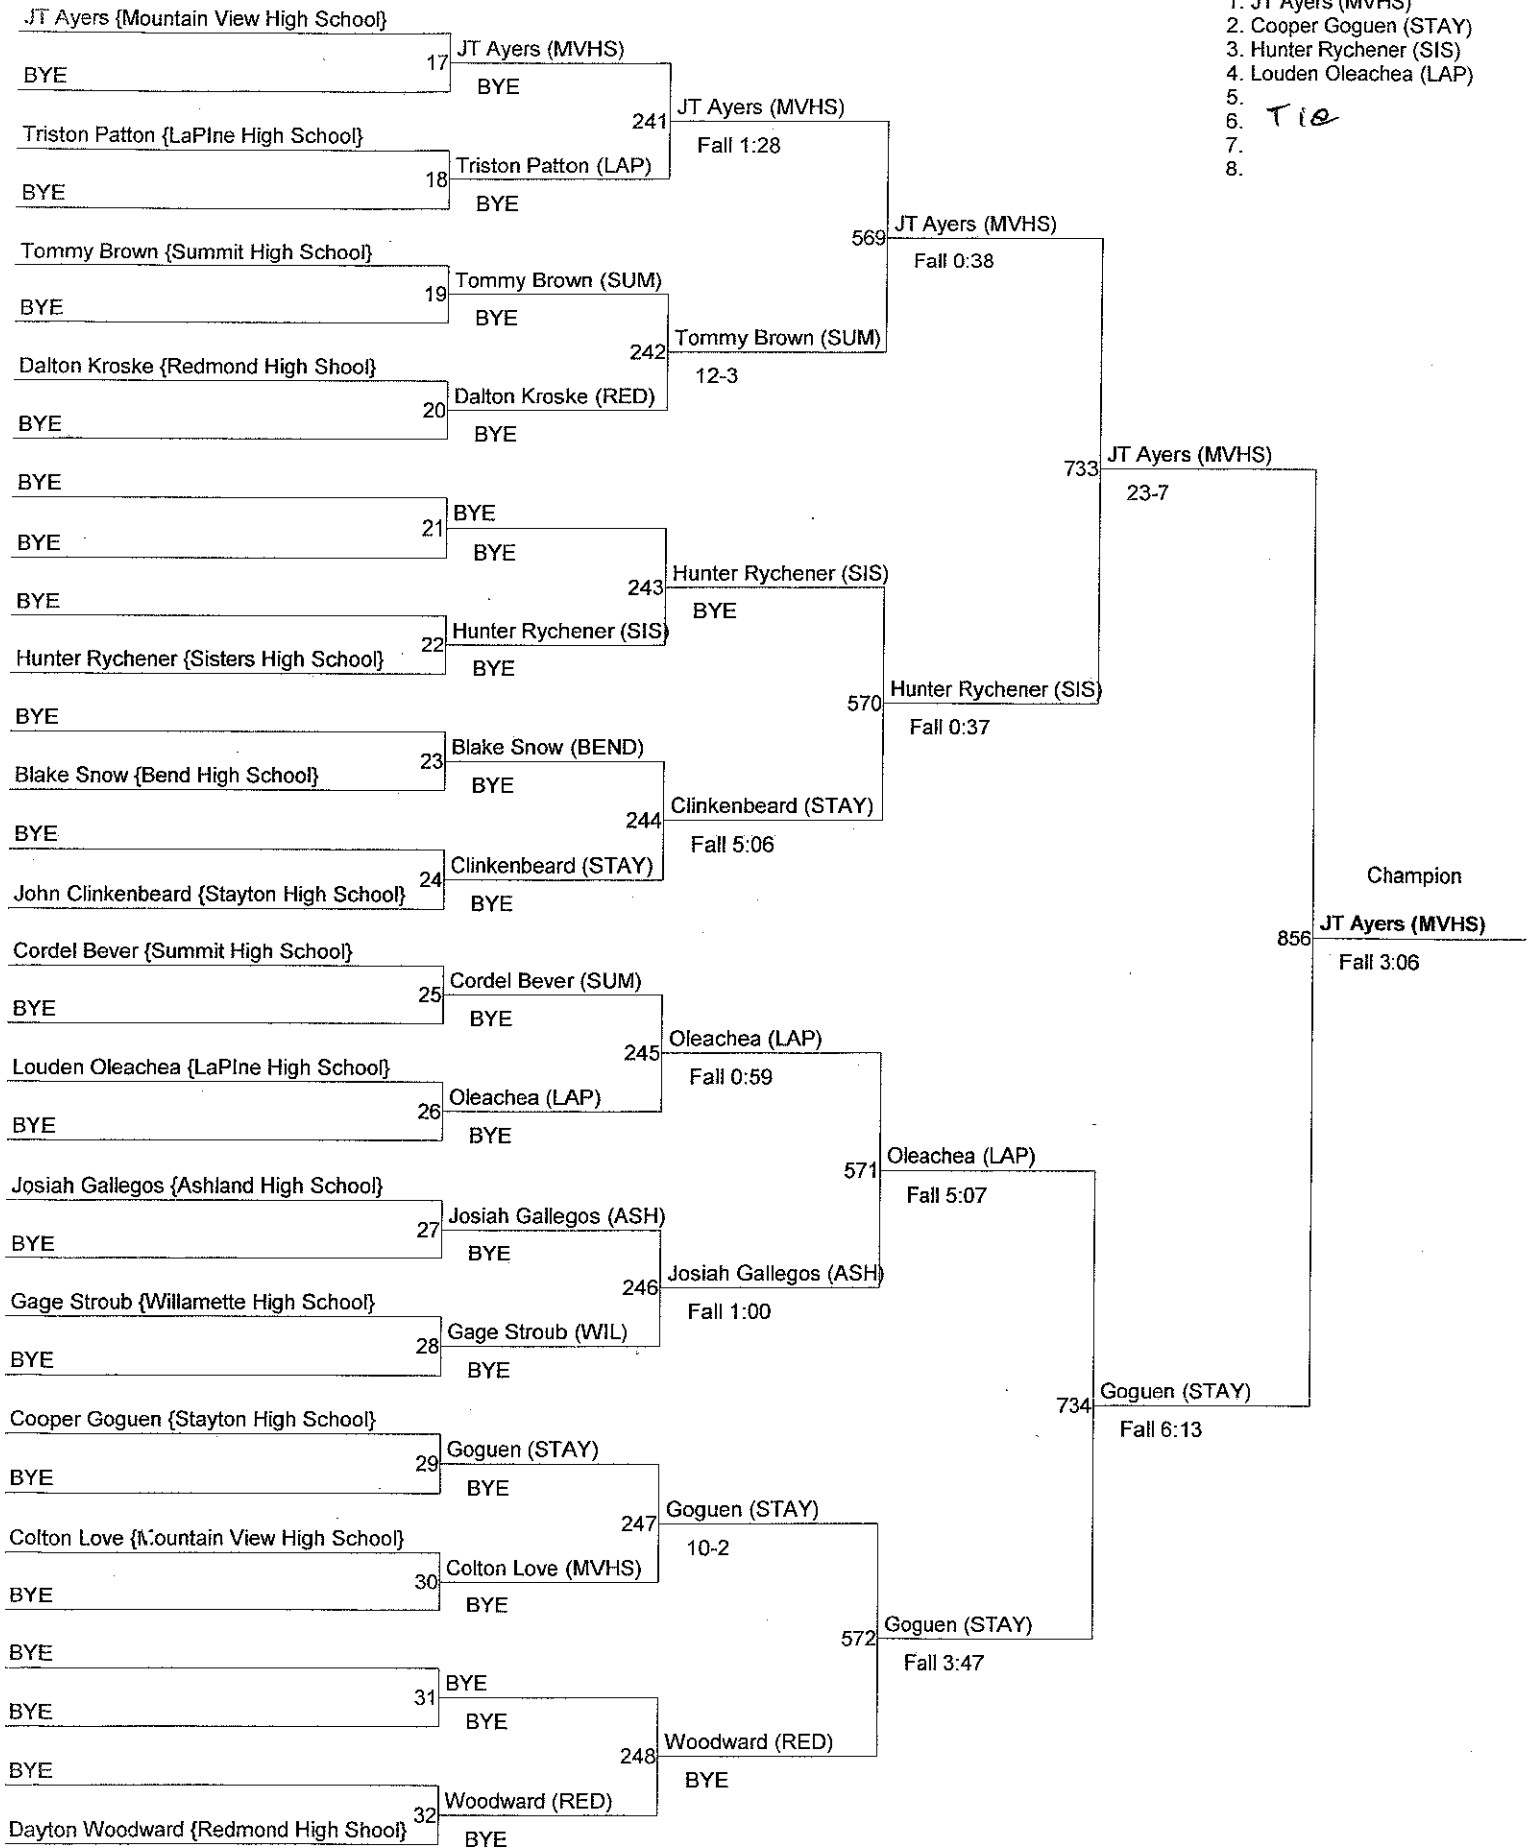 JT Ayers {Mountain View High School}
BYE
17
JT Ayers (MVHS)
BYE
Triston Patton {LaPIne High School}
BYE
18
Triston Patton (LAP)
BYE
241
JT Ayers (MVHS)
Fall 1:28
Tommy Brown {Summit High School}
BYE
19
Tommy Brown (SUM)
BYE
Dalton Kroske {Redmond High Shool}
BYE
20
Dalton Kroske (RED)
BYE
242
Tommy Brown (SUM)
12-3
569
JT Ayers (MVHS)
Fall 0:38
BYE
BYE
21
BYE
BYE
BYE
Hunter Rychener {Sisters High School}
22
Hunter Rychener (SIS)
BYE
243
Hunter Rychener (SIS)
BYE
BYE
Blake Snow {Bend High School}
23
Blake Snow (BEND)
BYE
BYE
John Clinkenbeard {Stayton High School}
24
Clinkenbeard (STAY)
BYE
244
Clinkenbeard (STAY)
Fall 5:06
570
Hunter Rychener (SIS)
Fall 0:37
733
JT Ayers (MVHS)
23-7
Cordel Bever {Summit High School}
BYE
25
Cordel Bever (SUM)
BYE
Louden Oleachea {LaPIne High School}
BYE
26
Oleachea (LAP)
BYE
245
Oleachea (LAP)
Fall 0:59
Josiah Gallegos {Ashland High School}
BYE
27
Josiah Gallegos (ASH)
BYE
Gage Stroub {Willamette High School}
BYE
28
Gage Stroub (WIL)
BYE
246
Josiah Gallegos (ASH)
Fall 1:00
571
Oleachea (LAP)
Fall 5:07
Cooper Goguen {Stayton High School}
BYE
29
Goguen (STAY)
BYE
Colton Love {Mountain View High School}
BYE
30
Colton Love (MVHS)
BYE
247
Goguen (STAY)
10-2
BYE
BYE
31
BYE
BYE
BYE
Dayton Woodward {Redmond High Shool}
32
Woodward (RED)
BYE
248
Woodward (RED)
BYE
572
Goguen (STAY)
Fall 3:47
734
Goguen (STAY)
Fall 6:13
Champion
856
JT Ayers (MVHS)
Fall 3:06
1. JT Ayers (MVHS)
2. Cooper Goguen (STAY)
3. Hunter Rychener (SIS)
4. Louden Oleachea (LAP)
5.
6. Tie
7.
8.